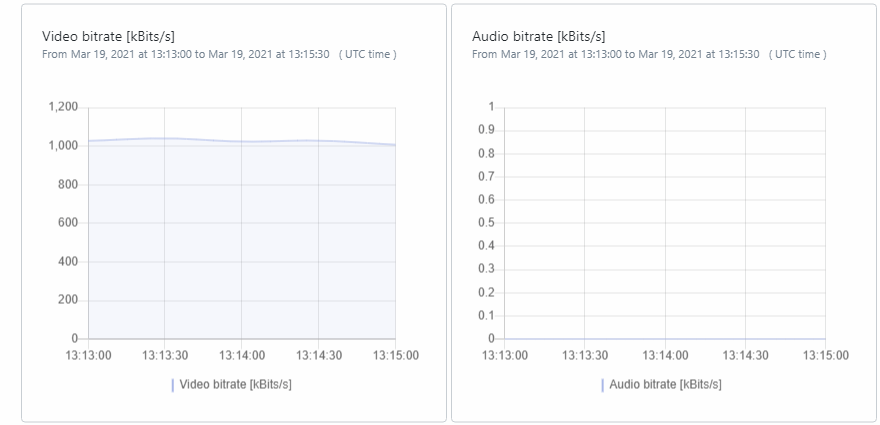 Video bitrate [kBits/s]
From Mar 19, 2021 at 13:13:00 to Mar 19, 2021 at 13:15:30 ( UTC time )
1,200
1,000
800
600
400
200
0
13:13:00 13:13:30 13:14:00 13:14:30 13:15:00
Video bitrate [kBits/s]
Audio bitrate [kBits/s]
From Mar 19, 2021 at 13:13:00 to Mar 19, 2021 at 13:15:30 ( UTC time )
1
0.9
0.8
0.7
0.6
0.5
0.4
0.3
0.2
0.1
0
13:13:00 13:13:30 13:14:00 13:14:30 13:15:00
Audio bitrate [kBits/s]